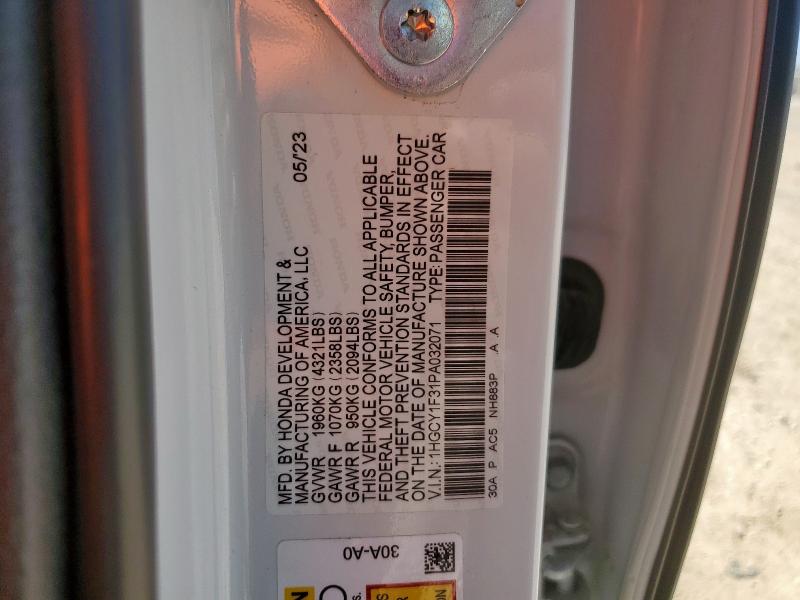 MFD. BY HONDA DEVELOPMENT &
MANUFACTURING OF AMERICA, LLC 05/'23
GVWR 1960KG (4321LBS)
GAWR F 1070KG (2358LBS)
GAWR R 950KG (2094LBS)
THIS VEHICLE CONFORMS TO ALL APPLICABLE
FEDERAL MOTOR VEHICLE SAFETY, BUMPER,
AND THEFT PREVENTION STANDARDS IN EFFECT
ON THE DATE OF MANUFACTURE SHOWN ABOVE.
V.I.N.: 1HGCY1F31PA032071 TYPE: PASSENGER CAR
30A P AC5 NH883P .A .A
30A-A0